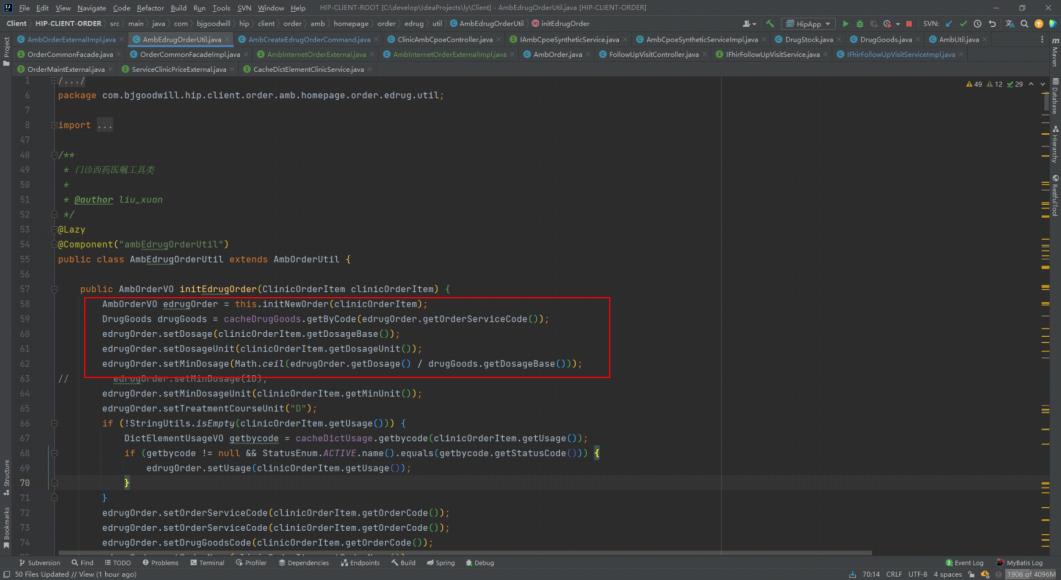 File Edit View Navigate Code Refactor Build Run Tools SVN Window Help HIP-CLIENT-ROOT [C:\develop\IdeaProjects\ly\Client] - AmbEdrugOrderUtil.java [HIP-CLIENT-ORDER]
Client HIP-CLIENT-ORDER src main java com bjgoodwill hip client order amb homepage order edrug util AmbEdrugOrderUtil initEdrugOrder HipApp SVN:
AmbOrderExternalImpl.java AmbEdrugOrderUtil.java AmbCreateEdrugOrderCommand.java ClinicAmbCpoeController.java IAmbCpoeSyntheticService.java AmbCpoeSyntheticServiceImpl.java DrugStock.java DrugGoods.java AmbUtil.java
OrderCommonFacade.java OrderCommonFacadeImpl.java AmbInternetOrderExternal.java AmbInternetOrderExternalImpl.java AmbOrder.java FollowUpVisitController.java IFhirFollowUpVisitService.java IFhirFollowUpVisitServiceImpl.java
OrderMaintExternal.java ServiceClinicPriceExternal.java CacheDictElementClinicService.java
1 /.../
6 package com.bjgoodwill.hip.client.order.amb.homepage.order.edrug.util;
49 12 29
7
8 import ...
47
48 /**
49 * 门诊西药医嘱工具类
50 *
51 * @author liu_xuan
52 */
53 @Lazy
54 @Component("ambEdrugOrderUtil")
55 public class AmbEdrugOrderUtil extends AmbOrderUtil {
56
57 public AmbOrderVO initEdrugOrder(ClinicOrderItem clinicOrderItem) {
58 AmbOrderVO edrugOrder = this.initNewOrder(clinicOrderItem);
59 DrugGoods drugGoods = cacheDrugGoods.getByCode(edrugOrder.getOrderServiceCode());
60 edrugOrder.setDosage(clinicOrderItem.getDosageBase());
61 edrugOrder.setDosageUnit(clinicOrderItem.getDosageUnit());
62 edrugOrder.setMinDosage(Math.ceil(edrugOrder.getDosage() / drugGoods.getDosageBase()));
63 // edrugOrder.setMinDosage(1D);
64 edrugOrder.setMinDosageUnit(clinicOrderItem.getMinUnit());
65 edrugOrder.setTreatmentCourseUnit("D");
66 if (!StringUtils.isEmpty(clinicOrderItem.getUsage())) {
67 DictElementUsageVO getbycode = cacheDictUsage.getbycode(clinicOrderItem.getUsage());
68 if (getbycode != null && StatusEnum.ACTIVE.name().equals(getbycode.getStatusCode())) {
69 edrugOrder.setUsage(clinicOrderItem.getUsage());
70 }
71 }
72 edrugOrder.setOrderServiceCode(clinicOrderItem.getOrderCode());
73 edrugOrder.setOrderServiceCode(clinicOrderItem.getOrderCode());
74 edrugOrder.setDrugGoodsCode(clinicOrderItem.getOrderCode());
Project
Structure
Bookmarks
Maven
Database
Hierarchy
RestfulTool
Subversion Find TODO Problems Terminal Profiler Dependencies Endpoints Build Spring Debug Event Log MyBatis Log
50 Files Updated // View (1 hour ago) 70:14 CRLF UTF-8 4 spaces 1906 of 4096M